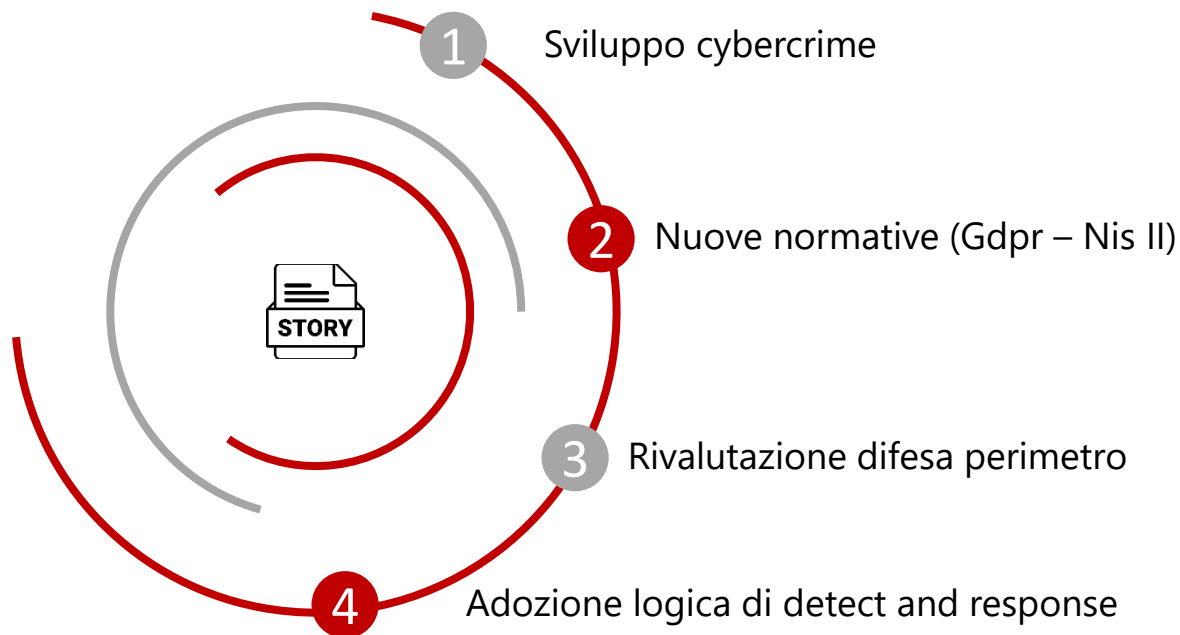 1 Sviluppo cybercrime
2 Nuove normative (Gdpr – Nis II)
STORY
3 Rivalutazione difesa perimetro
4 Adozione logica di detect and response